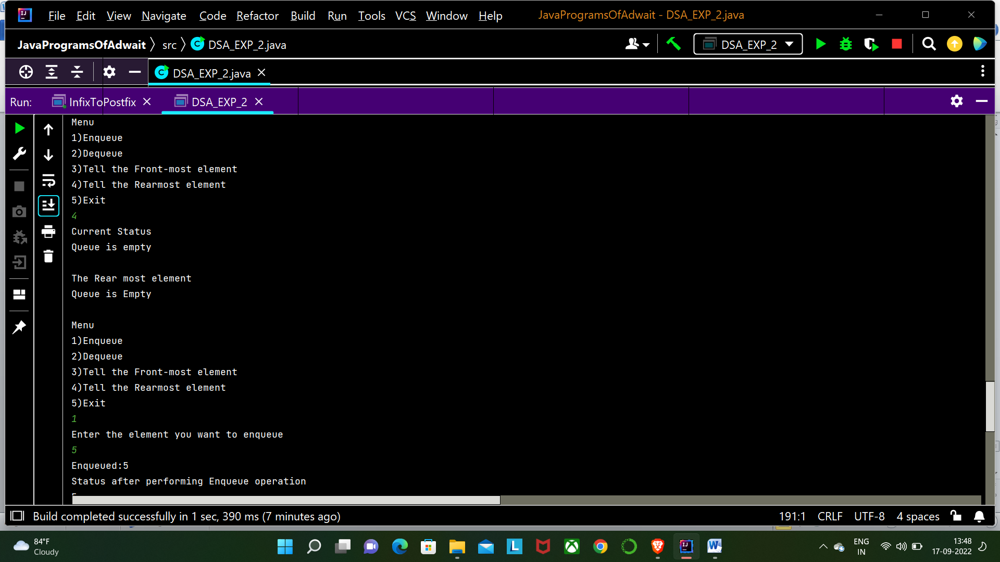 File Edit View Navigate Code Refactor Build Run Tools VCS Window Help JavaProgramsOfAdwait - DSA_EXP_2.java
JavaProgramsOfAdwait src DSA_EXP_2.java DSA_EXP_2
DSA_EXP_2.java
Run: InfixToPostfix DSA_EXP_2
Menu
1)Enqueue
2)Dequeue
3)Tell the Front-most element
4)Tell the Rearmost element
5)Exit
4
Current Status
Queue is empty
The Rear most element
Queue is Empty
Menu
1)Enqueue
2)Dequeue
3)Tell the Front-most element
4)Tell the Rearmost element
5)Exit
1
Enter the element you want to enqueue
5
Enqueued:5
Status after performing Enqueue operation
Build completed successfully in 1 sec, 390 ms (7 minutes ago) 191:1 CRLF UTF-8 4 spaces
84°F
Cloudy
ENG
IN
13:48
17-09-2022